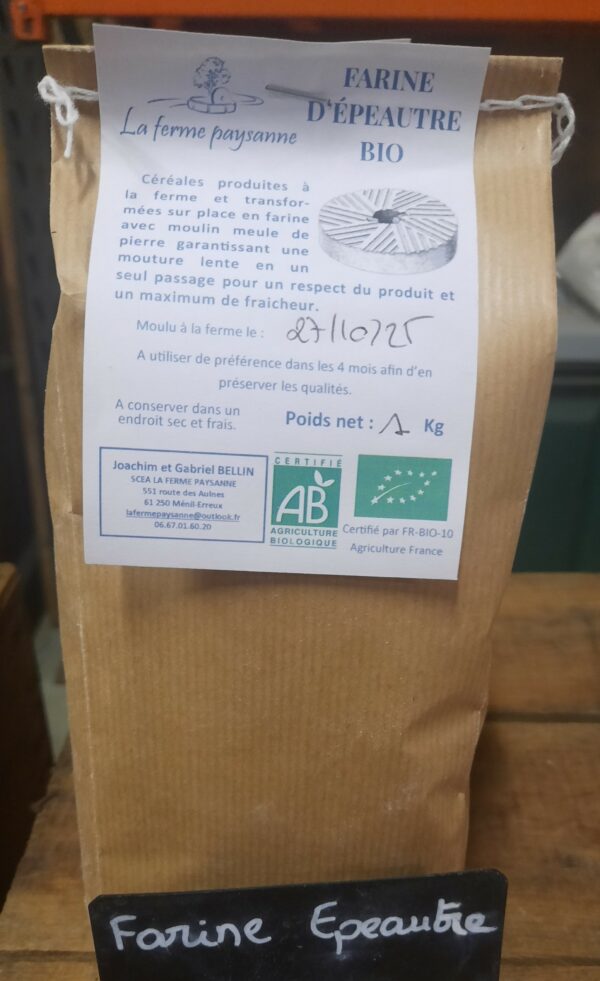 La ferme paysanne
FARINE
D'ÉPEAUTRE
BIO
Céréales produites à
la ferme et transfor-
mées sur place en farine
avec moulin meule de
pierre garantissant une
mouture lente en un
seul passage pour un respect du produit et
un maximum de fraicheur.
Moulu à la ferme le : 27/10/25
A utiliser de préférence dans les 4 mois afin d'en
préserver les qualités.
A conserver dans un
endroit sec et frais.
Poids net : 1 Kg
Joachim et Gabriel BELLIN
SCEA LA FERME PAYSANNE
551 route des Aulnes
61 250 Ménil-Erreux
lafermepaysanne@outlook.fr
06.67.01.60.20
CERTIFIÉ
AB
AGRICULTURE
BIOLOGIQUE
Certifié par FR-BIO-10
Agriculture France
Farine Epeautre